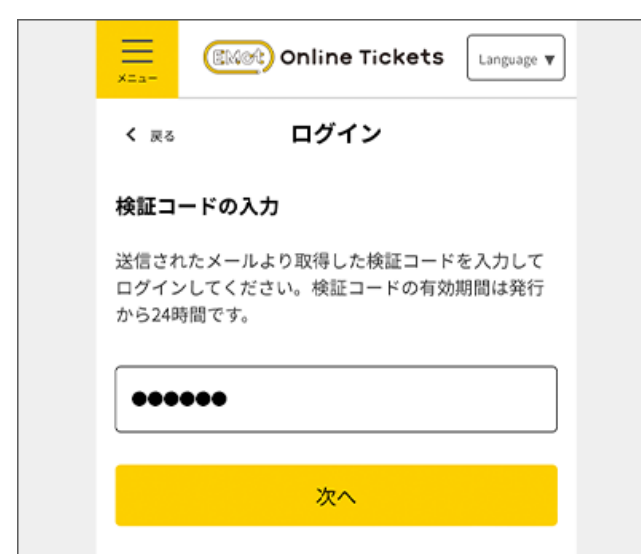 メニュー
EMot Online Tickets
Language ▼
戻る
ログイン
検証コードの入力
送信されたメールより取得した検証コードを入力して
ログインしてください。検証コードの有効期間は発行
から24時間です。
●●●●●●
次へ